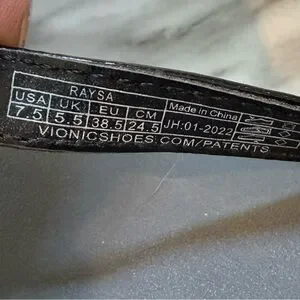 RAYSA
USA UK EU CM Made in China
7.5 5.5 38.5 24.5 JH:01-2022
VIONICSHOES.COM/PATENTS